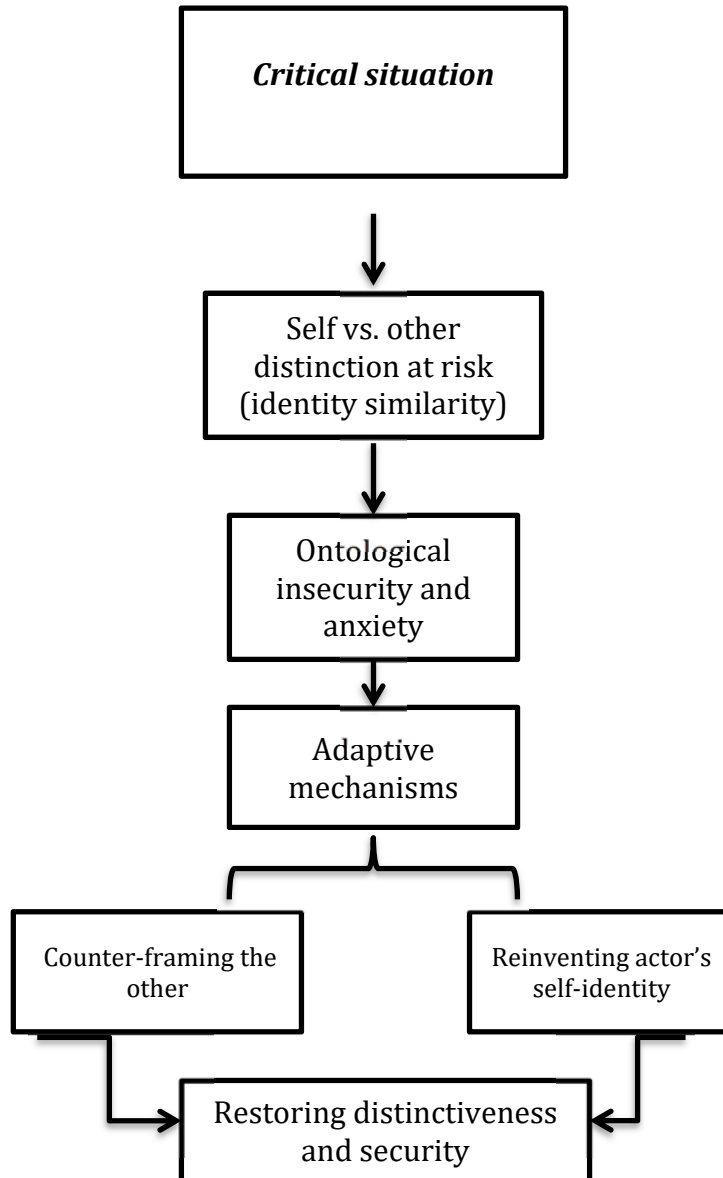 Critical situation
Self vs. other
distinction at risk
(identity similarity)
Ontological
insecurity and
anxiety
Adaptive
mechanisms
Counter-framing the
other
Reinventing actor’s
self-identity
Restoring distinctiveness
and security